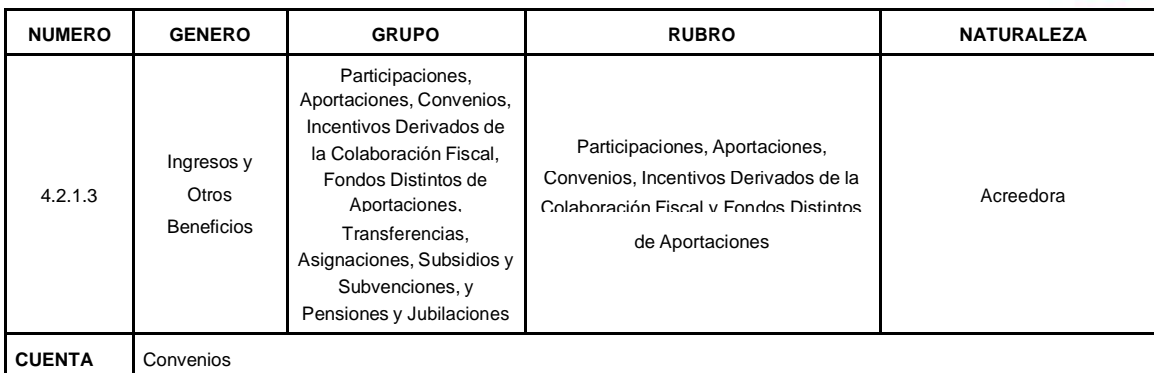 NUMERO GENERO GRUPO RUBRO NATURALEZA
4.2.1.3
Ingresos y
Otros
Beneficios
Participaciones,
Aportaciones, Convenios,
Incentivos Derivados de
la Colaboración Fiscal,
Fondos Distintos de
Aportaciones,
Transferencias,
Asignaciones, Subsidios y
Subvenciones, y
Pensiones y Jubilaciones
Participaciones, Aportaciones,
Convenios, Incentivos Derivados de la
Colaboración Fiscal y Fondos Distintos
de Aportaciones
Acreedora
CUENTA Convenios